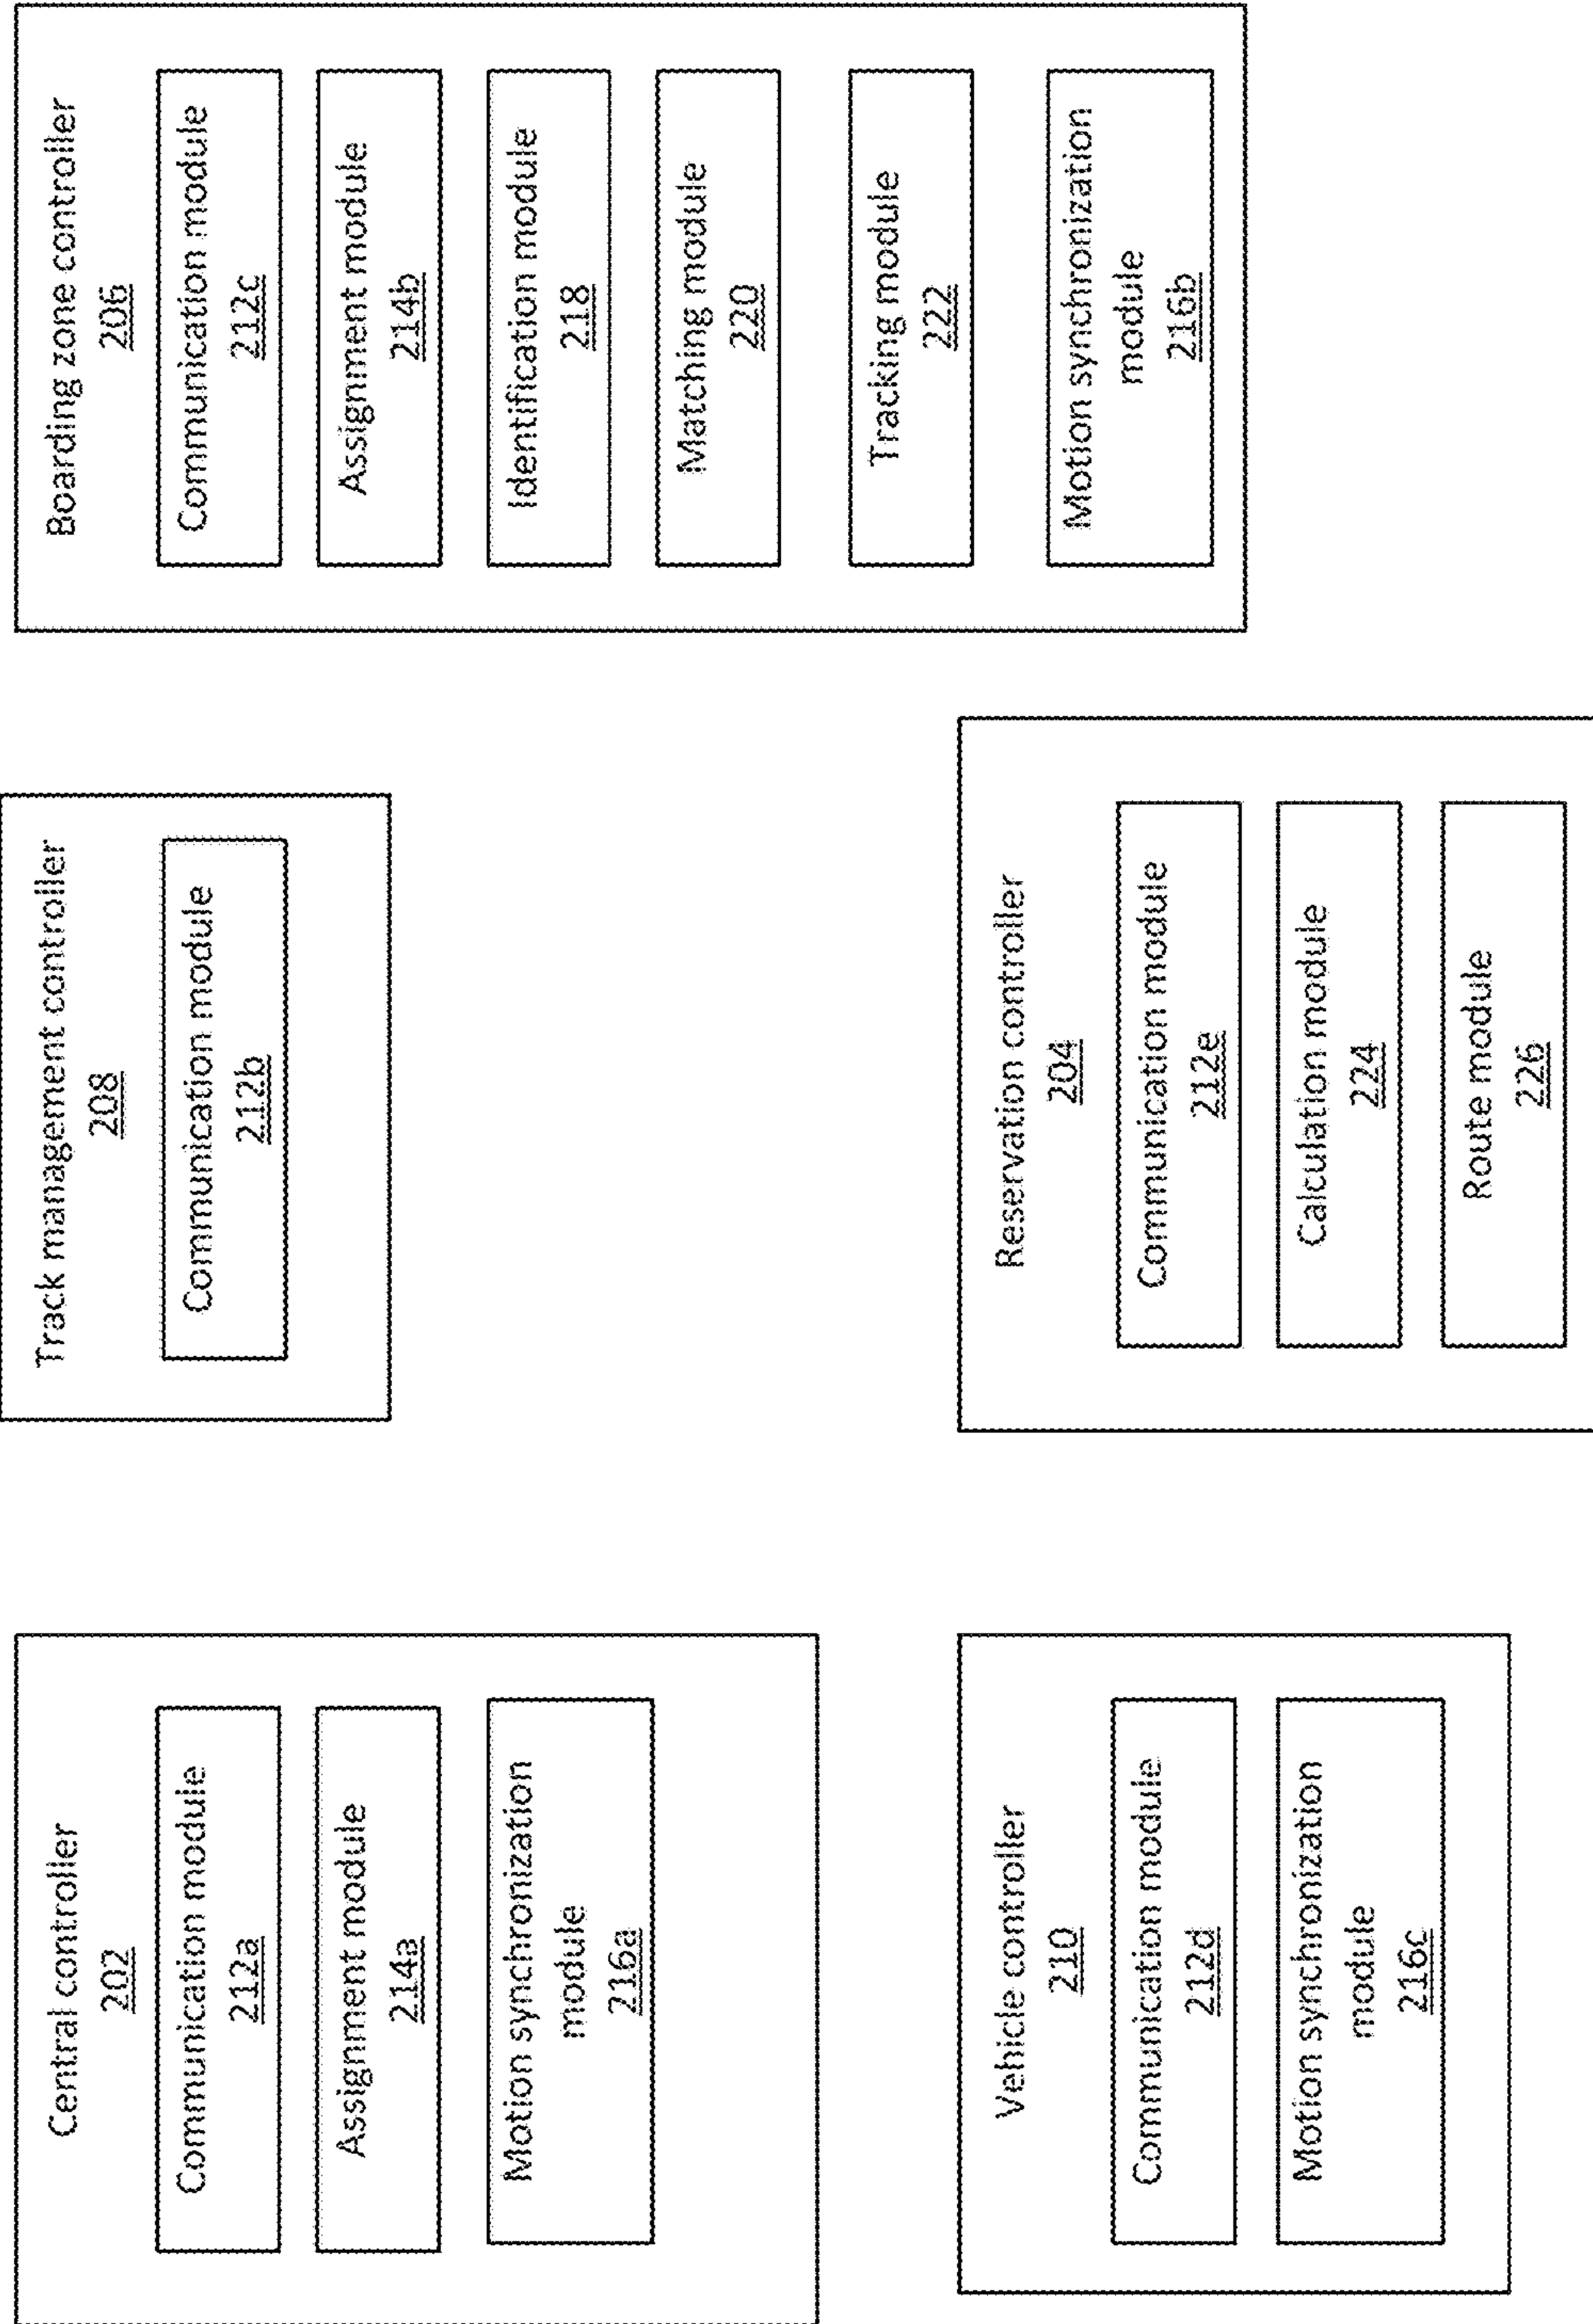 Central controller
202
Communication module
212a
Assignment module
214a
Motion synchronization
module
216a
Track management controller
208
Communication module
212b
Boarding zone controller
206
Communication module
212c
Assignment module
214b
Identification module
218
Matching module
220
Tracking module
222
Motion synchronization
module
216b
Vehicle controller
210
Communication module
212d
Motion synchronization
module
216c
Reservation controller
204
Communication module
212e
Calculation module
224
Route module
226